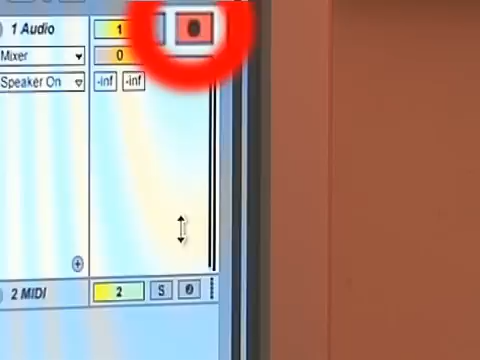 1 Audio 1
Mixer 0
Speaker On -inf -inf
2 MIDI 2 S